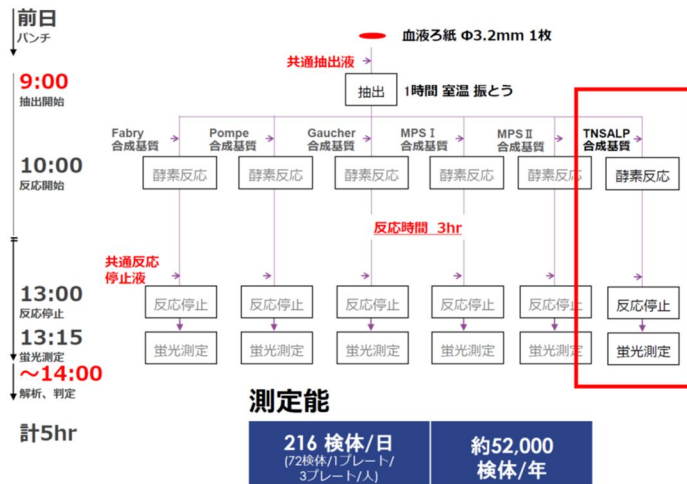 前日
パンチ
血液ろ紙 Φ3.2mm 1枚
共通抽出液
9:00
抽出開始
抽出
1時間 室温 振とう
Fabry
合成基質
Pompe
合成基質
Gaucher
合成基質
MPS I
合成基質
MPS II
合成基質
TNSALP
合成基質
10:00
反応開始
酵素反応
酵素反応
酵素反応
酵素反応
酵素反応
酵素反応
反応時間 3hr
共通反応
停止液
13:00
反応停止
反応停止
反応停止
反応停止
反応停止
反応停止
反応停止
13:15
蛍光測定
蛍光測定
蛍光測定
蛍光測定
蛍光測定
蛍光測定
蛍光測定
～14:00
解析、判定
計5hr
測定能
216 検体/日
(72検体/1プレート/
3プレート/人)
約52,000
検体/年